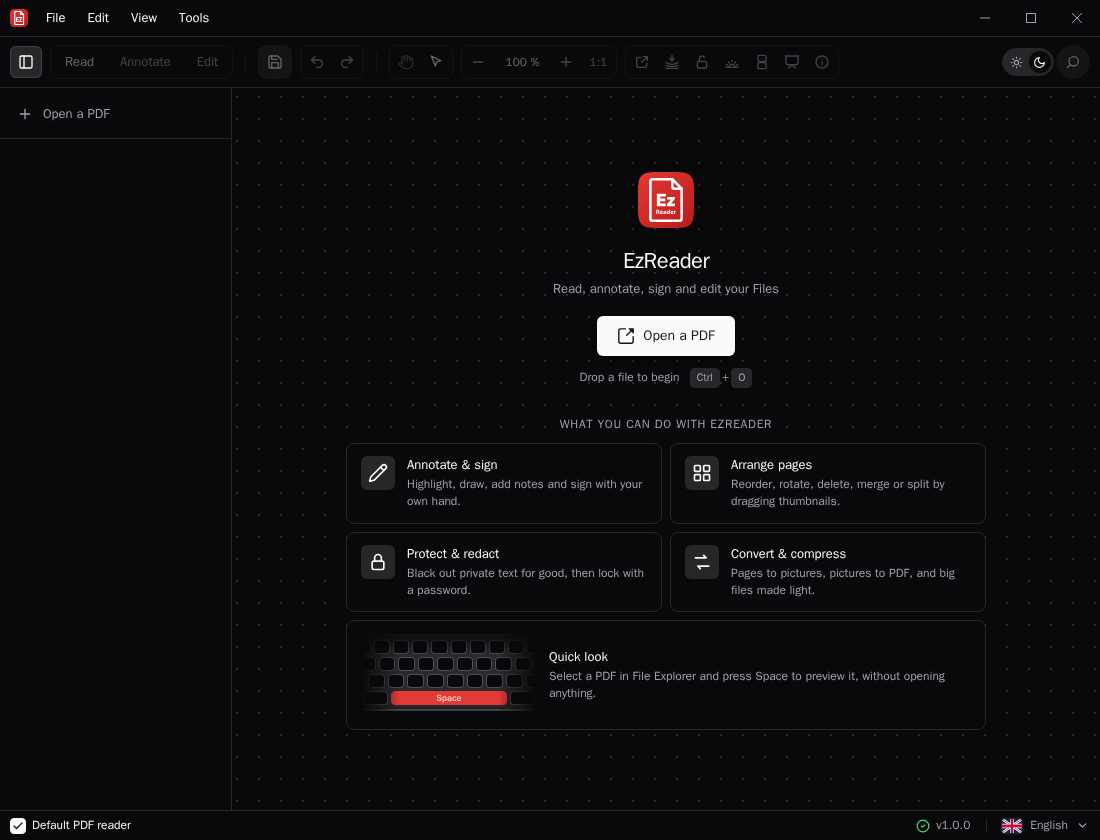 Ez
File
Edit
View
Tools
Read
Annotate
Edit
100 %
1:1
Open a PDF
Ez
Reader
EzReader
Read, annotate, sign and edit your Files
Open a PDF
Drop a file to begin Ctrl + O
WHAT YOU CAN DO WITH EZREADER
Annotate & sign
Highlight, draw, add notes and sign with your
own hand.
Arrange pages
Reorder, rotate, delete, merge or split by
dragging thumbnails.
Protect & redact
Black out private text for good, then lock with
a password.
Convert & compress
Pages to pictures, pictures to PDF, and big
files made light.
Space
Quick look
Select a PDF in File Explorer and press Space to preview it, without opening
anything.
Default PDF reader
v1.0.0
English